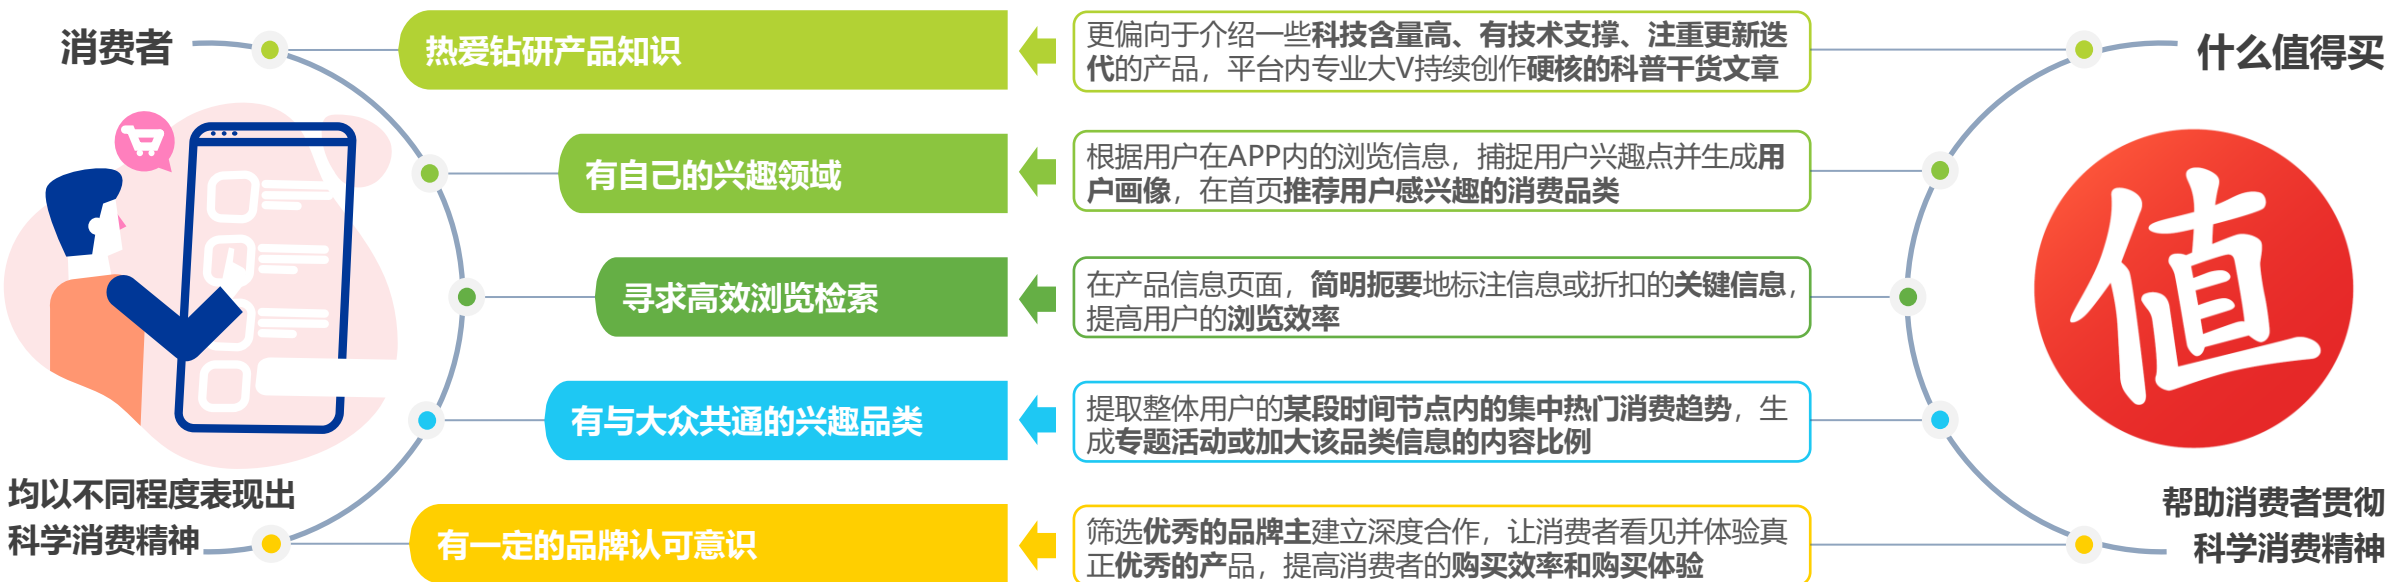 消费者
热爱钻研产品知识
更偏向于介绍一些科技含量高、有技术支撑、注重更新迭
代的产品，平台内专业大V持续创作硬核的科普干货文章
什么值得买
有自己的兴趣领域
根据用户在APP内的浏览信息，捕捉用户兴趣点并生成用
户画像，在首页推荐用户感兴趣的消费品类
值
寻求高效浏览检索
在产品信息页面，简明扼要地标注信息或折扣的关键信息，
提高用户的浏览效率
有与大众共通的兴趣品类
提取整体用户的某段时间节点内的集中热门消费趋势，生
成专题活动或加大该品类信息的内容比例
均以不同程度表现出
科学消费精神
有一定的品牌认可意识
筛选优秀的品牌主建立深度合作，让消费者看见并体验真
正优秀的产品，提高消费者的购买效率和购买体验
帮助消费者贯彻
科学消费精神